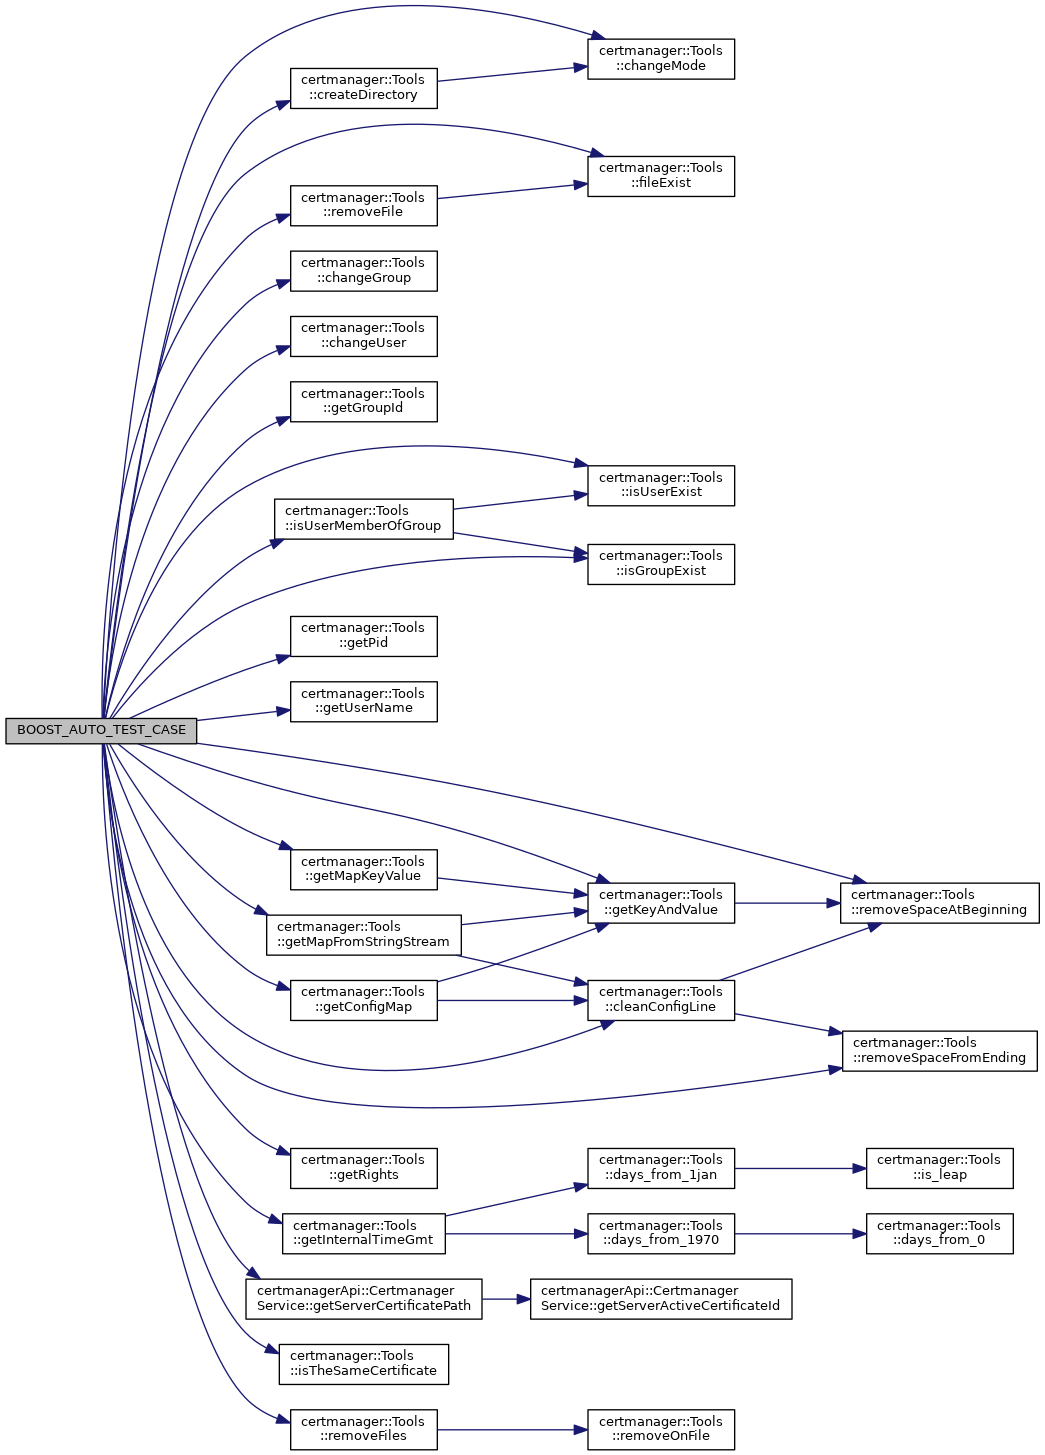 certmanager::Tools
::changeMode
certmanager::Tools
::createDirectory
certmanager::Tools
::fileExist
certmanager::Tools
::removeFile
certmanager::Tools
::changeGroup
certmanager::Tools
::changeUser
certmanager::Tools
::getGroupId
certmanager::Tools
::isUserExist
certmanager::Tools
::isUserMemberOfGroup
certmanager::Tools
::isGroupExist
certmanager::Tools
::getPid
certmanager::Tools
::getUserName
BOOST_AUTO_TEST_CASE
certmanager::Tools
::getMapKeyValue
certmanager::Tools
::getKeyAndValue
certmanager::Tools
::removeSpaceAtBeginning
certmanager::Tools
::getMapFromStringStream
certmanager::Tools
::getConfigMap
certmanager::Tools
::cleanConfigLine
certmanager::Tools
::removeSpaceFromEnding
certmanager::Tools
::getRights
certmanager::Tools
::days_from_1jan
certmanager::Tools
::is_leap
certmanager::Tools
::getInternalTimeGmt
certmanager::Tools
::days_from_1970
certmanager::Tools
::days_from_0
certmanagerApi::Certmanager
Service::getServerCertificatePath
certmanagerApi::Certmanager
Service::getServerActiveCertificateId
certmanager::Tools
::isTheSameCertificate
certmanager::Tools
::removeFiles
certmanager::Tools
::removeOnFile